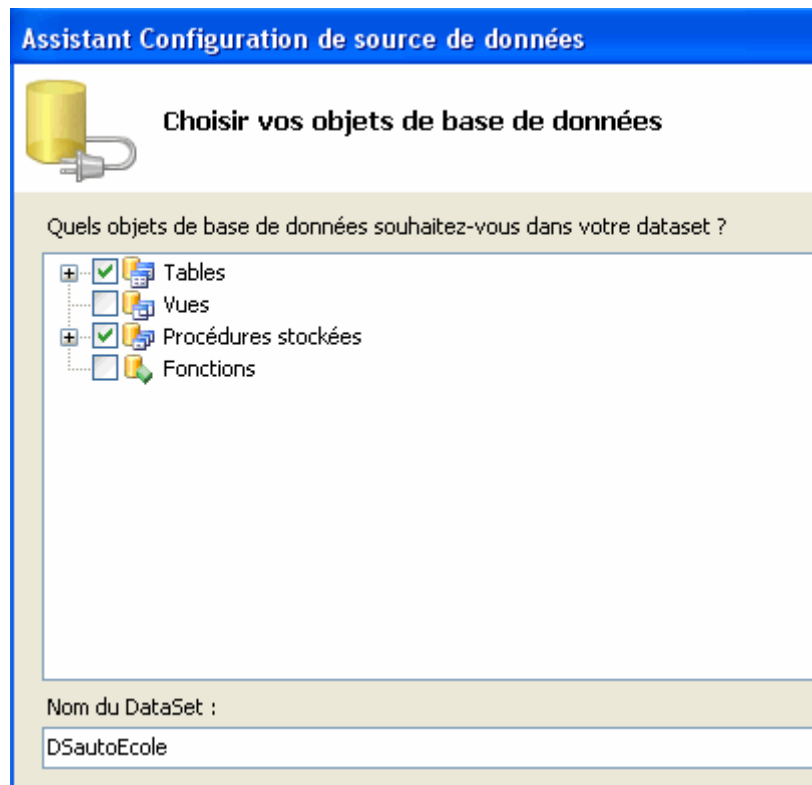 Assistant Configuration de source de données
Choisir vos objets de base de données
Quels objets de base de données souhaitez-vous dans votre dataset ?
Tables
Vues
Procédures stockées
Fonctions
Nom du DataSet :
DSautoEcole